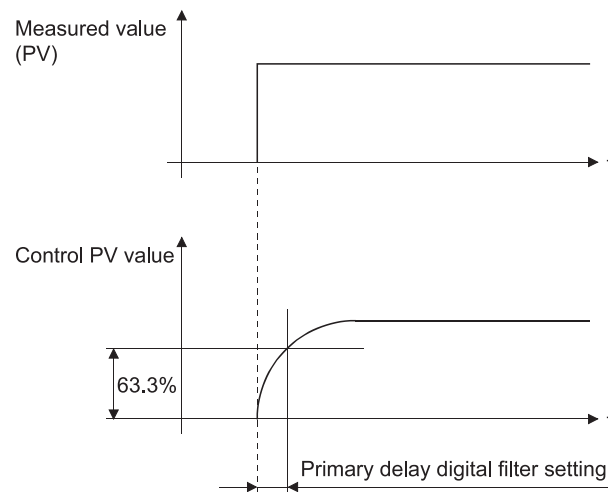 Measured value
(PV)
Control PV value
63.3%
Primary delay digital filter setting